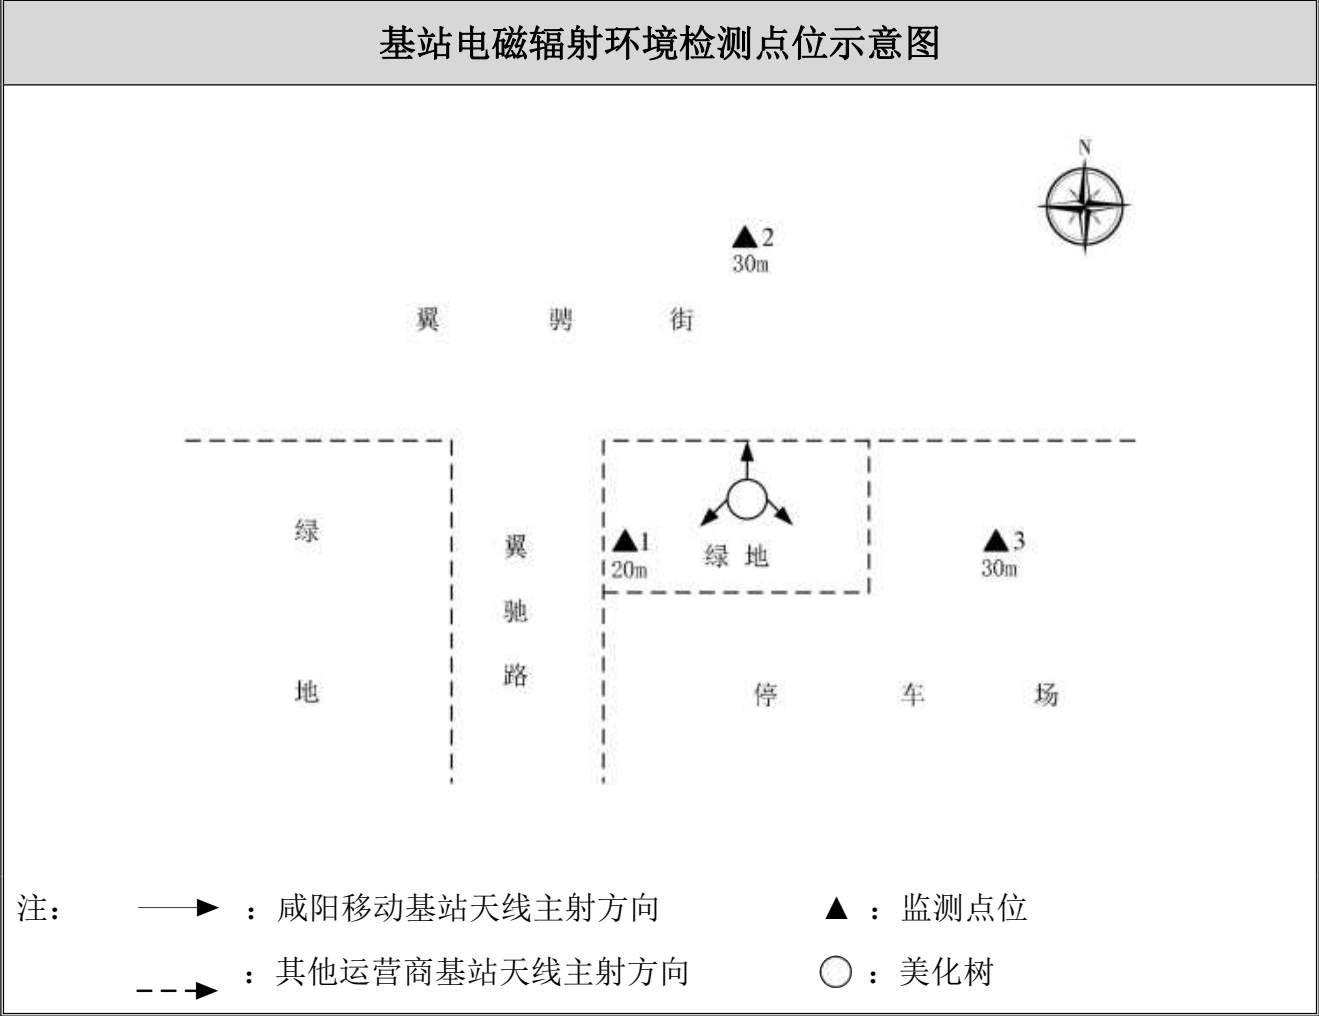 基站电磁辐射环境检测点位示意图
N
▲2
30m
翼 骋 街
绿地
翼驰路
▲1
20m
绿地
▲3
30m
停 车 场
注：
：咸阳移动基站天线主射方向
▲：监测点位
：其他运营商基站天线主射方向
：美化树